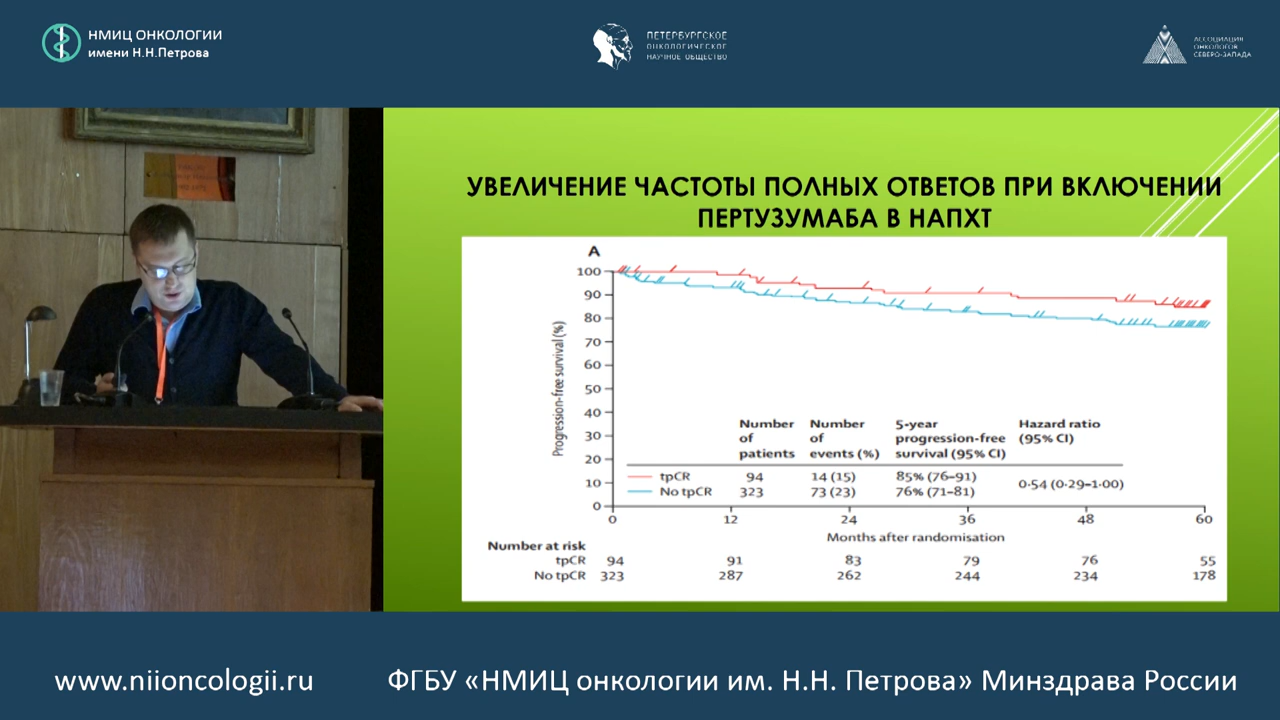 НМИЦ ОНКОЛОГИИ
имени Н.Н.Петрова
ПЕТЕРБУРГСКОЕ
ОНКОЛОГИЧЕСКОЕ
НАУЧНОЕ ОБЩЕСТВО
АССОЦИАЦИЯ
ОНКОЛОГОВ
СЕВЕРО-ЗАПАДА
УВЕЛИЧЕНИЕ ЧАСТОТЫ ПОЛНЫХ ОТВЕТОВ ПРИ ВКЛЮЧЕНИИ
ПЕРТУЗУМАБА В НАПХТ
A
Progression-free survival (%)
100
90
80
70
60
50
40
30
20
10
0
Number of patients
Number of events (%)
5-year progression-free survival (95% CI)
Hazard ratio (95% CI)
tpCR 94 14 (15) 85% (76–91)
No tpCR 323 73 (23) 76% (71–81)
0·54 (0·29–1·00)
0 12 24 36 48 60
Months after randomisation
Number at risk
tpCR 94 91 83 79 76 55
No tpCR 323 287 262 244 234 178
www.niioncologii.ru
ФГБУ «НМИЦ онкологии им. Н.Н. Петрова» Минздрава России